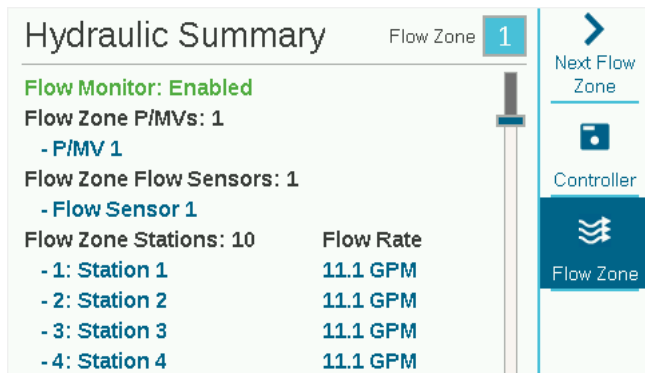 Hydraulic Summary
Flow Zone 1
Flow Monitor: Enabled
Flow Zone P/MVs: 1
- P/MV 1
Flow Zone Flow Sensors: 1
- Flow Sensor 1
Flow Zone Stations: 10 Flow Rate
- 1: Station 1 11.1 GPM
- 2: Station 2 11.1 GPM
- 3: Station 3 11.1 GPM
- 4: Station 4 11.1 GPM
Next Flow
Zone
Controller
Flow Zone